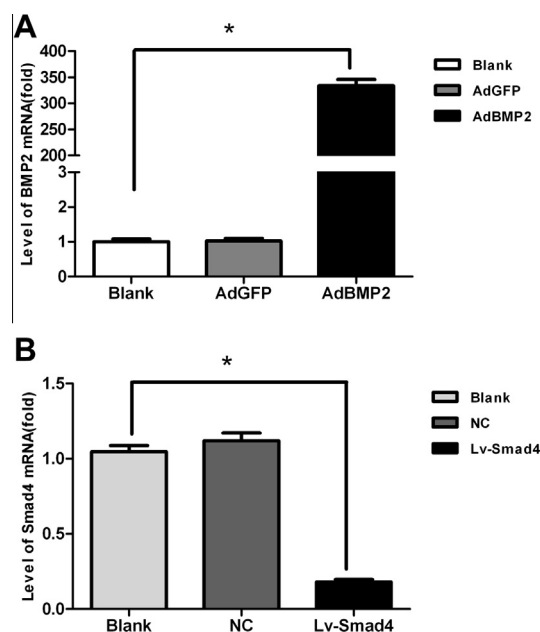 A
*
Level of BMP2 mRNA(fold)
400
350
300
250
200
3
2
1
0
Blank
AdGFP
AdBMP2
Blank
AdGFP
AdBMP2
B
*
Level of Smad4 mRNA(fold)
1.5
1.0
0.5
0.0
Blank
NC
Lv-Smad4
Blank
NC
Lv-Smad4